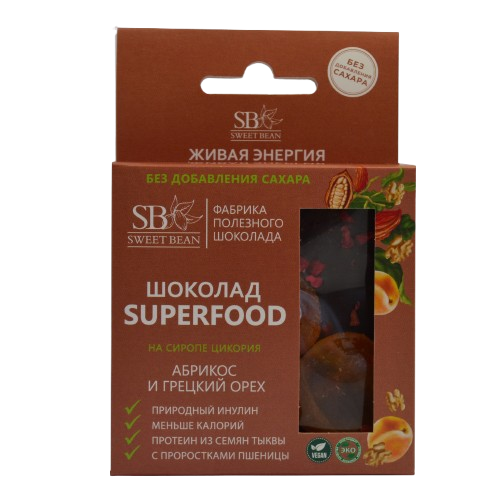 БЕЗ
ДОБАВЛЕНИЯ
САХАРА
SB
SWEET BEAN
ЖИВАЯ ЭНЕРГИЯ
БЕЗ ДОБАВЛЕНИЯ САХАРА
SB
SWEET BEAN
ФАБРИКА
ПОЛЕЗНОГО
ШОКОЛАДА
ШОКОЛАД
SUPERFOOD
НА СИРОПЕ ЦИКОРИЯ
АБРИКОС
И ГРЕЦКИЙ ОРЕХ
ПРИРОДНЫЙ ИНУЛИН
МЕНЬШЕ КАЛОРИЙ
ПРОТЕИН ИЗ СЕМЯН ТЫКВЫ
С ПРОРОСТКАМИ ПШЕНИЦЫ
VEGAN
ЭКО